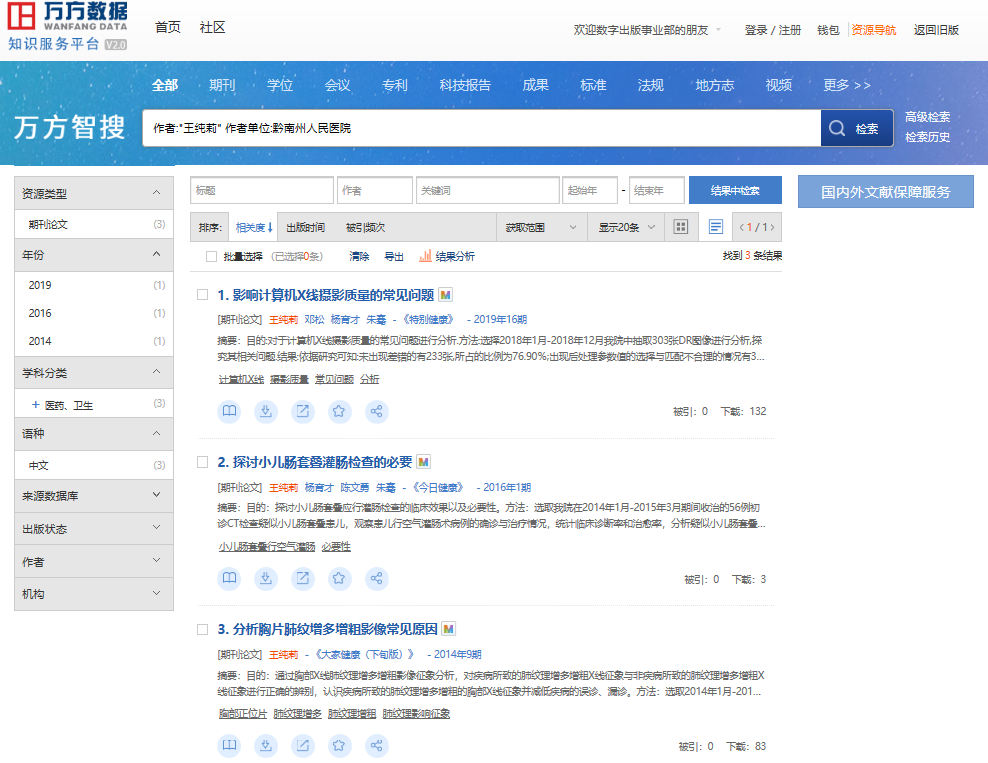 万方数据
WANFANG DATA
知识服务平台 V2.0
首页 社区
欢迎数字出版事业部的朋友 登录 / 注册 钱包 资源导航 返回旧版
全部 期刊 学位 会议 专利 科技报告 成果 标准 法规 地方志 视频 更多 >>
万方智搜
作者:"王纯莉" 作者单位:黔南州人民医院
检索
高级检索
检索历史
资源类型
期刊论文 (3)
年份
2019 (1)
2016 (1)
2014 (1)
学科分类
+ 医药、卫生 (3)
语种
中文 (3)
来源数据库
出版状态
作者
机构
标题 作者 关键词 起始年 - 结束年 结果中检索
国内外文献保障服务
排序: 相关度 出版时间 被引频次 获取范围 显示20条 1 / 1
批量选择 (已选择0条) 清除 导出 结果分析 找到 3 条结果
1. 影响计算机X线摄影质量的常见问题 M
[期刊论文] 王纯莉 邓松 杨育才 朱骞 - 《特别健康》 - 2019年16期
摘要：目的:对于计算机X线摄影质量的常见问题进行分析.方法:选择2018年1月-2018年12月我院中抽取303张DR图像进行分析,探
究其相关问题.结果:依据研究可知:未出现差错的有233张,所占的比例为76.90%;出现后处理参数值的选择与匹配不合理的情况有3...
计算机X线 摄影质量 常见问题 分析
被引：0 下载：132
2. 探讨小儿肠套叠灌肠检查的必要 M
[期刊论文] 王纯莉 杨育才 陈文勇 朱骞 - 《今日健康》 - 2016年1期
摘要：目的：探讨小儿肠套叠应行灌肠检查的临床效果以及必要性。方法：选取我院在2014年1月-2015年3月期间收治的56例初
诊CT检查疑似小儿肠套叠患儿，观察患儿行空气灌肠术病例的确诊与治疗情况，统计临床诊断率和治愈率，分析疑似小儿肠套叠...
小儿肠套叠行空气灌肠 必要性
被引：0 下载：3
3. 分析胸片肺纹增多增粗影像常见原因 M
[期刊论文] 王纯莉 - 《大家健康（下旬版）》 - 2014年9期
摘要：目的：通过胸部X线肺纹理增多增粗影像征象分析，对疾病所致的肺纹理增多增粗X线征象与非疾病所致的肺纹理增多增粗X
线征象进行正确的辨别，认识疾病所致的肺纹理增多增粗的胸部X线征象并减低疾病的误诊、漏诊。方法：选取2014年1月-201...
胸部正位片 肺纹理增多 肺纹理增粗 肺纹理影响征象
被引：0 下载：83